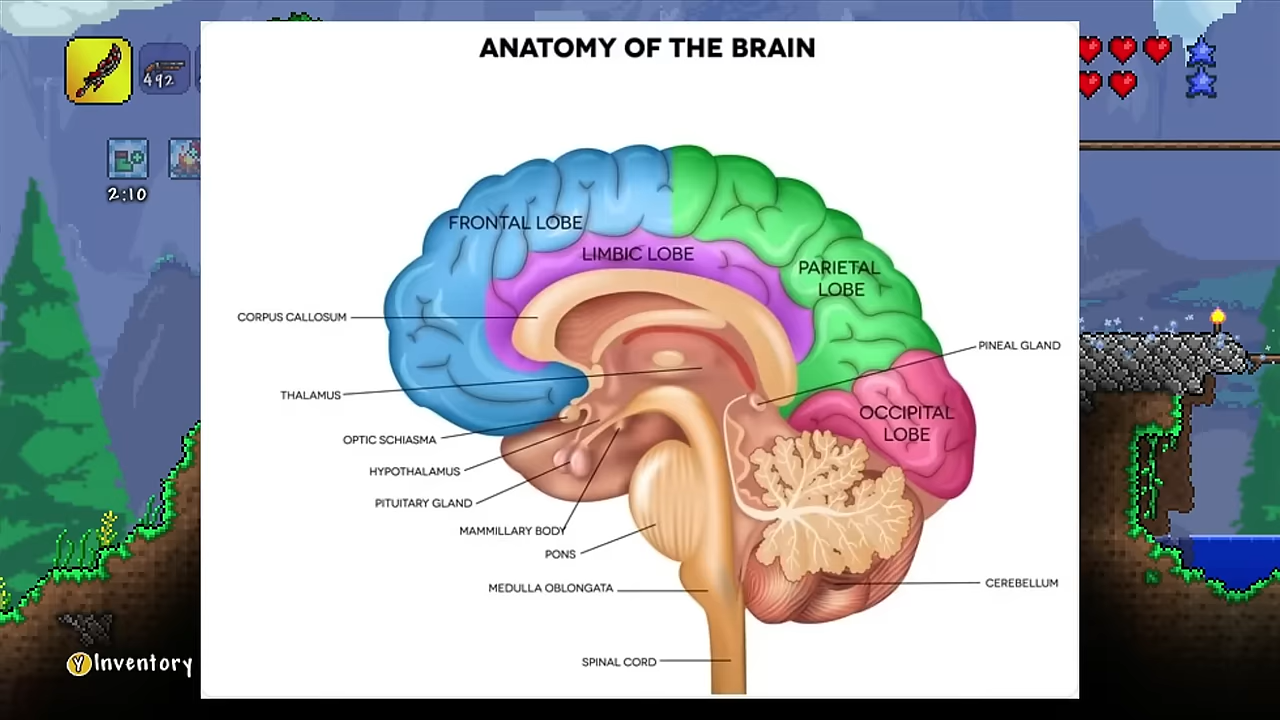 ANATOMY OF THE BRAIN
492
2:10
FRONTAL LOBE
LIMBIC LOBE
PARIETAL
LOBE
CORPUS CALLOSUM
PINEAL GLAND
THALAMUS
OCCIPITAL
LOBE
OPTIC SCHIASMA
HYPOTHALAMUS
PITUITARY GLAND
MAMMILLARY BODY
PONS
MEDULLA OBLONGATA
CEREBELLUM
SPINAL CORD
Y Inventory